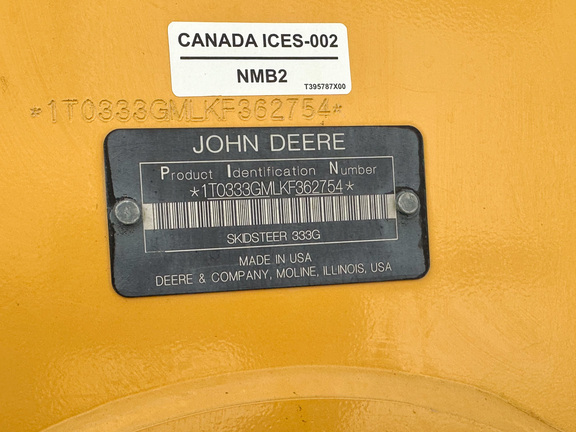 CANADA ICES-002
NMB2
T395787X00
*1T0333GMLKF362754*
JOHN DEERE
Product Identification Number
*1T0333GMLKF362754*
SKIDSTEER 333G
MADE IN USA
DEERE & COMPANY, MOLINE, ILLINOIS, USA